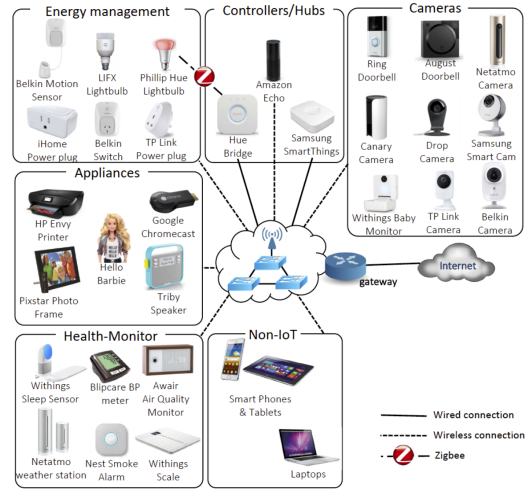 Energy management
Belkin Motion
Sensor
LIFX
Lightbulb
Phillip Hue
Lightbulb
iHome
Power plug
Belkin
Switch
TP Link
Power plug
Controllers/Hubs
Amazon
Echo
Hue
Bridge
Samsung
SmartThings
Cameras
Ring
Doorbell
August
Doorbell
Netatmo
Camera
Canary
Camera
Drop
Camera
Samsung
Smart Cam
Withings Baby
Monitor
TP Link
Camera
Belkin
Camera
Appliances
HP Envy
Printer
Google
Chromecast
Hello
Barbie
Pixstar Photo
Frame
Triby
Speaker
gateway
Internet
Health-Monitor
Withings
Sleep Sensor
Blipcare BP
meter
Awair
Air Quality
Monitor
Netatmo
weather station
Nest Smoke
Alarm
Withings
Scale
Non-IoT
Smart Phones
& Tablets
Laptops
Wired connection
Wireless connection
Zigbee